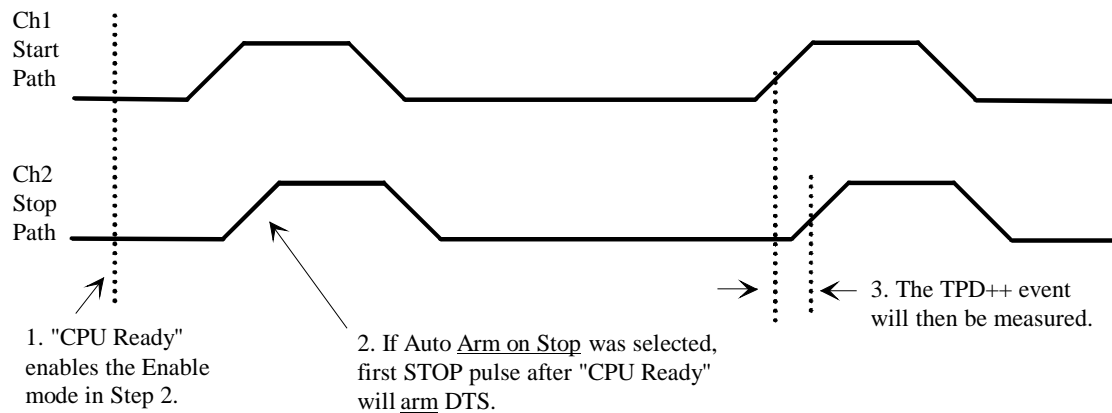 Ch1
Start
Path
Ch2
Stop
Path
1. "CPU Ready"
enables the Enable
mode in Step 2.
2. If Auto Arm on Stop was selected,
first STOP pulse after "CPU Ready"
will arm DTS.
3. The TPD++ event
will then be measured.